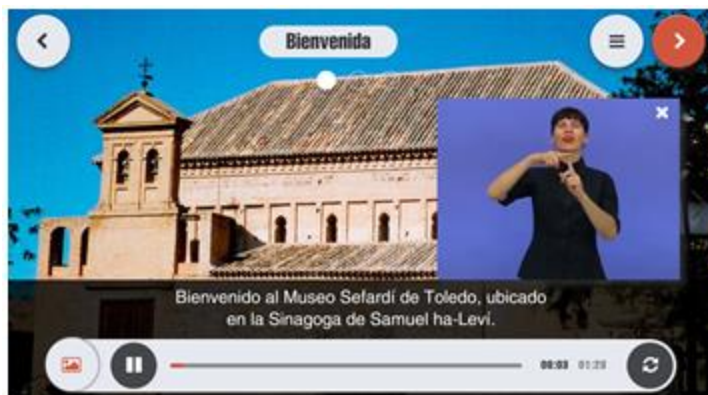 Bienvenida
Bienvenido al Museo Sefardí de Toledo, ubicado
en la Sinagoga de Samuel ha-Leví.
00:03 01:29